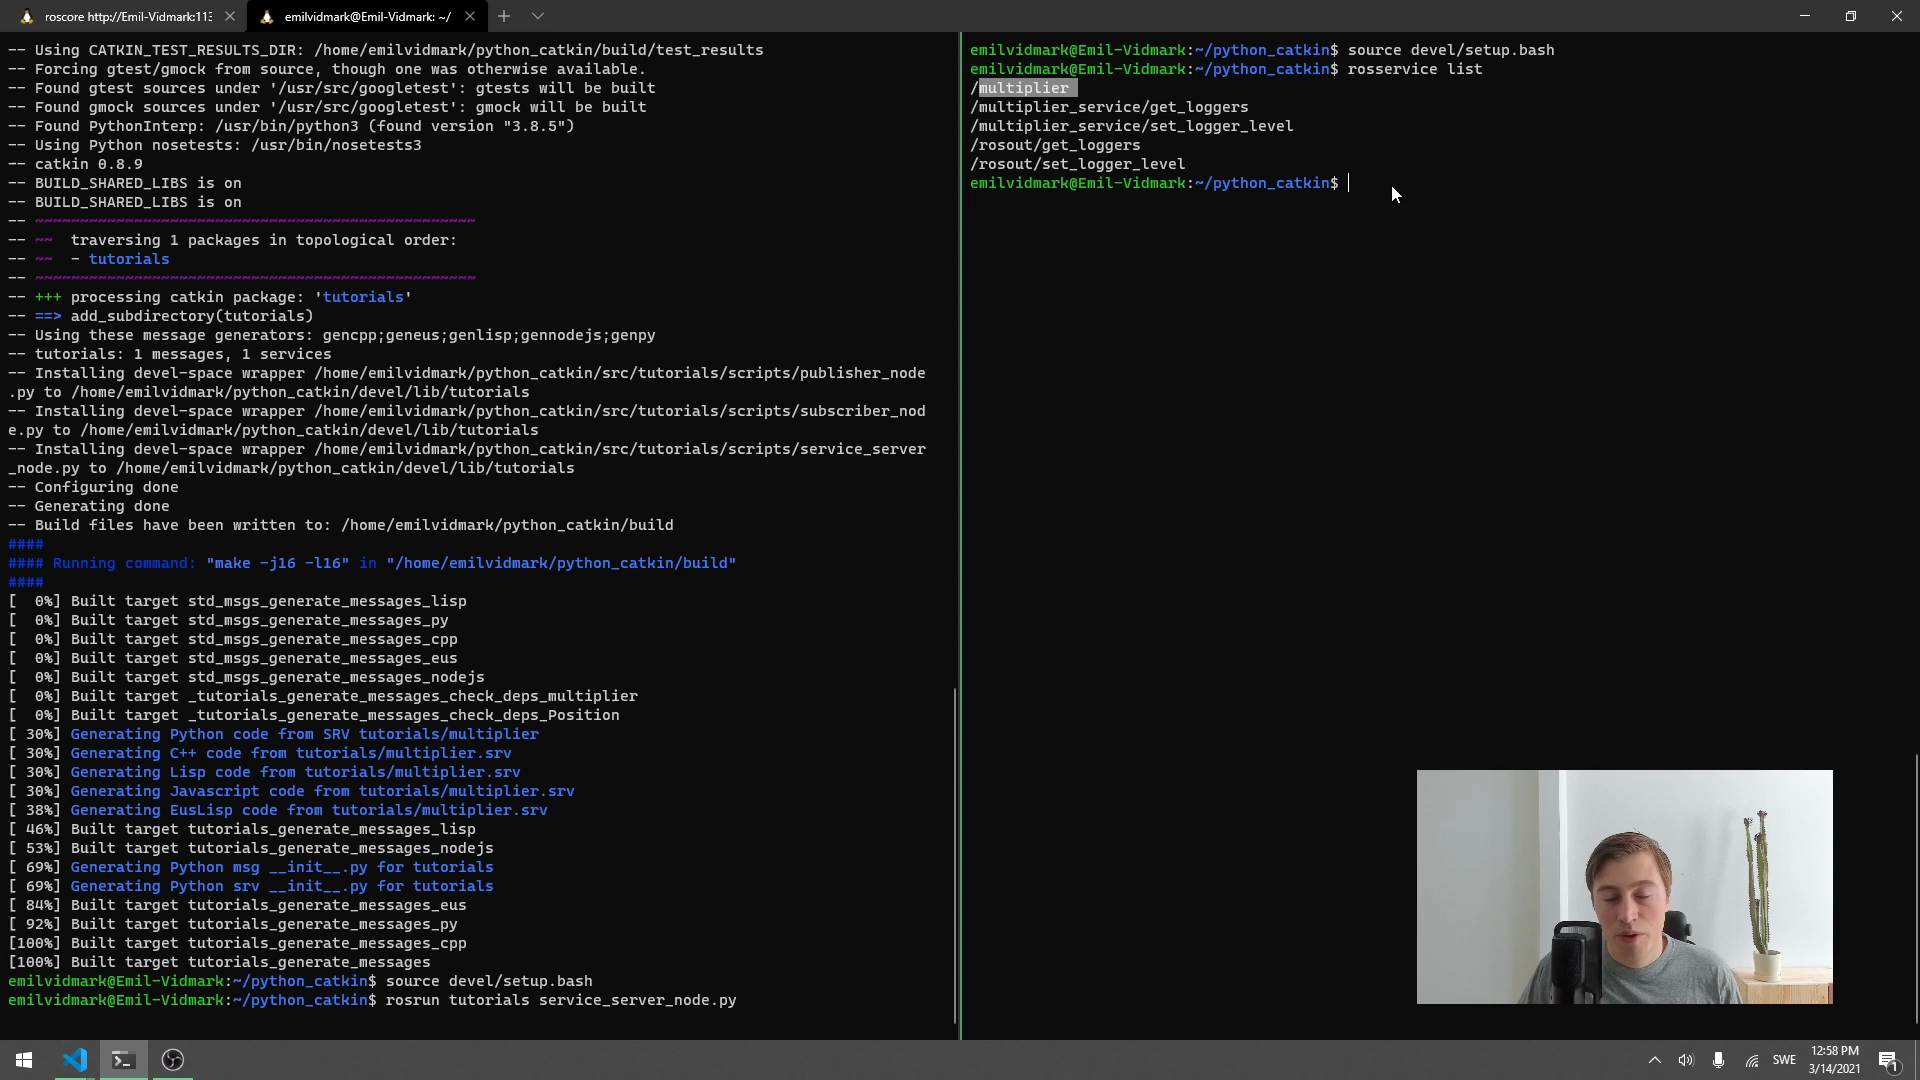 roscore http://Emil-Vidmark:113
emilvidmark@Emil-Vidmark: ~/
-- Using CATKIN_TEST_RESULTS_DIR: /home/emilvidmark/python_catkin/build/test_results
-- Forcing gtest/gmock from source, though one was otherwise available.
-- Found gtest sources under '/usr/src/googletest': gtests will be built
-- Found gmock sources under '/usr/src/googletest': gmock will be built
-- Found PythonInterp: /usr/bin/python3 (found version "3.8.5")
-- Using Python nosetests: /usr/bin/nosetests3
-- catkin 0.8.9
-- BUILD_SHARED_LIBS is on
-- BUILD_SHARED_LIBS is on
-- ~~~~~~~~~~~~~~~~~~~~~~~~~~~~~~~~~~~~~~~~~~~~~~~~~
-- ~~  traversing 1 packages in topological order:
-- ~~  - tutorials
-- ~~~~~~~~~~~~~~~~~~~~~~~~~~~~~~~~~~~~~~~~~~~~~~~~~
-- +++ processing catkin package: 'tutorials'
-- ==> add_subdirectory(tutorials)
-- Using these message generators: gencpp;geneus;genlisp;gennodejs;genpy
-- tutorials: 1 messages, 1 services
-- Installing devel-space wrapper /home/emilvidmark/python_catkin/src/tutorials/scripts/publisher_node
.py to /home/emilvidmark/python_catkin/devel/lib/tutorials
-- Installing devel-space wrapper /home/emilvidmark/python_catkin/src/tutorials/scripts/subscriber_nod
e.py to /home/emilvidmark/python_catkin/devel/lib/tutorials
-- Installing devel-space wrapper /home/emilvidmark/python_catkin/src/tutorials/scripts/service_server
_node.py to /home/emilvidmark/python_catkin/devel/lib/tutorials
-- Configuring done
-- Generating done
-- Build files have been written to: /home/emilvidmark/python_catkin/build
####
#### Running command: "make -j16 -l16" in "/home/emilvidmark/python_catkin/build"
####
[  0%] Built target std_msgs_generate_messages_lisp
[  0%] Built target std_msgs_generate_messages_py
[  0%] Built target std_msgs_generate_messages_cpp
[  0%] Built target std_msgs_generate_messages_eus
[  0%] Built target std_msgs_generate_messages_nodejs
[  0%] Built target _tutorials_generate_messages_check_deps_multiplier
[  0%] Built target _tutorials_generate_messages_check_deps_Position
[ 30%] Generating Python code from SRV tutorials/multiplier
[ 30%] Generating C++ code from tutorials/multiplier.srv
[ 30%] Generating Lisp code from tutorials/multiplier.srv
[ 30%] Generating Javascript code from tutorials/multiplier.srv
[ 38%] Generating EusLisp code from tutorials/multiplier.srv
[ 46%] Built target tutorials_generate_messages_lisp
[ 53%] Built target tutorials_generate_messages_nodejs
[ 69%] Generating Python msg __init__.py for tutorials
[ 69%] Generating Python srv __init__.py for tutorials
[ 84%] Built target tutorials_generate_messages_eus
[ 92%] Built target tutorials_generate_messages_py
[100%] Built target tutorials_generate_messages_cpp
[100%] Built target tutorials_generate_messages
emilvidmark@Emil-Vidmark:~/python_catkin$ source devel/setup.bash
emilvidmark@Emil-Vidmark:~/python_catkin$ rosrun tutorials service_server_node.py
emilvidmark@Emil-Vidmark:~/python_catkin$ source devel/setup.bash
emilvidmark@Emil-Vidmark:~/python_catkin$ rosservice list
/multiplier
/multiplier_service/get_loggers
/multiplier_service/set_logger_level
/rosout/get_loggers
/rosout/set_logger_level
emilvidmark@Emil-Vidmark:~/python_catkin$
SWE
12:58 PM
3/14/2021
1